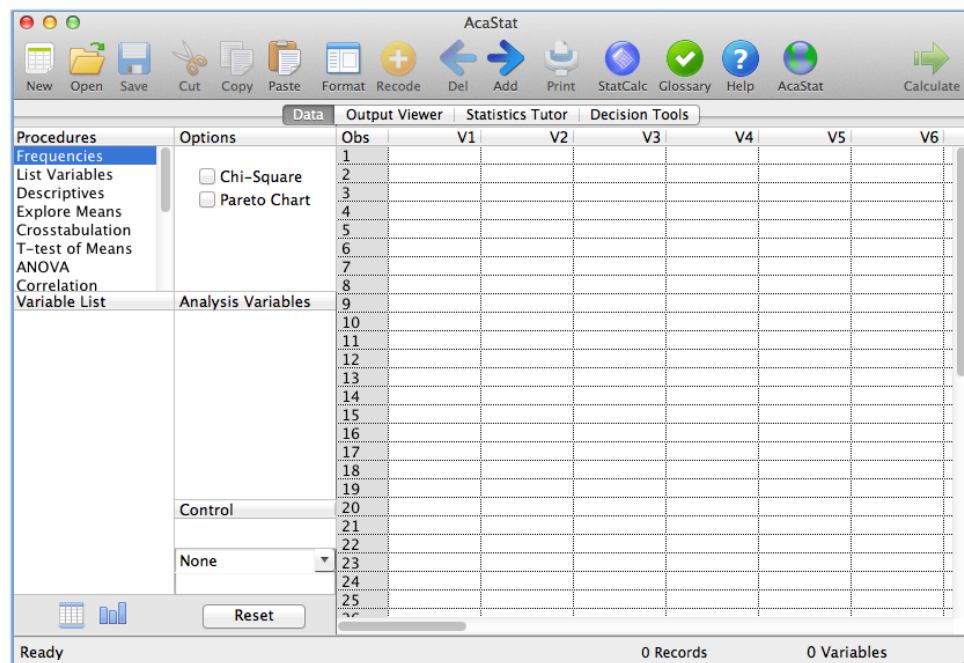 AcaStat
New Open Save Cut Copy Paste Format Recode Del Add Print StatCalc Glossary Help AcaStat Calculate
Data Output Viewer Statistics Tutor Decision Tools
Procedures
Frequencies
List Variables
Descriptives
Explore Means
Crosstabulation
T-test of Means
ANOVA
Correlation
Options
Chi-Square
Pareto Chart
Variable List
Analysis Variables
Control
None
Reset
Obs V1 V2 V3 V4 V5 V6
1
2
3
4
5
6
7
8
9
10
11
12
13
14
15
16
17
18
19
20
21
22
23
24
25
26
Ready 0 Records 0 Variables